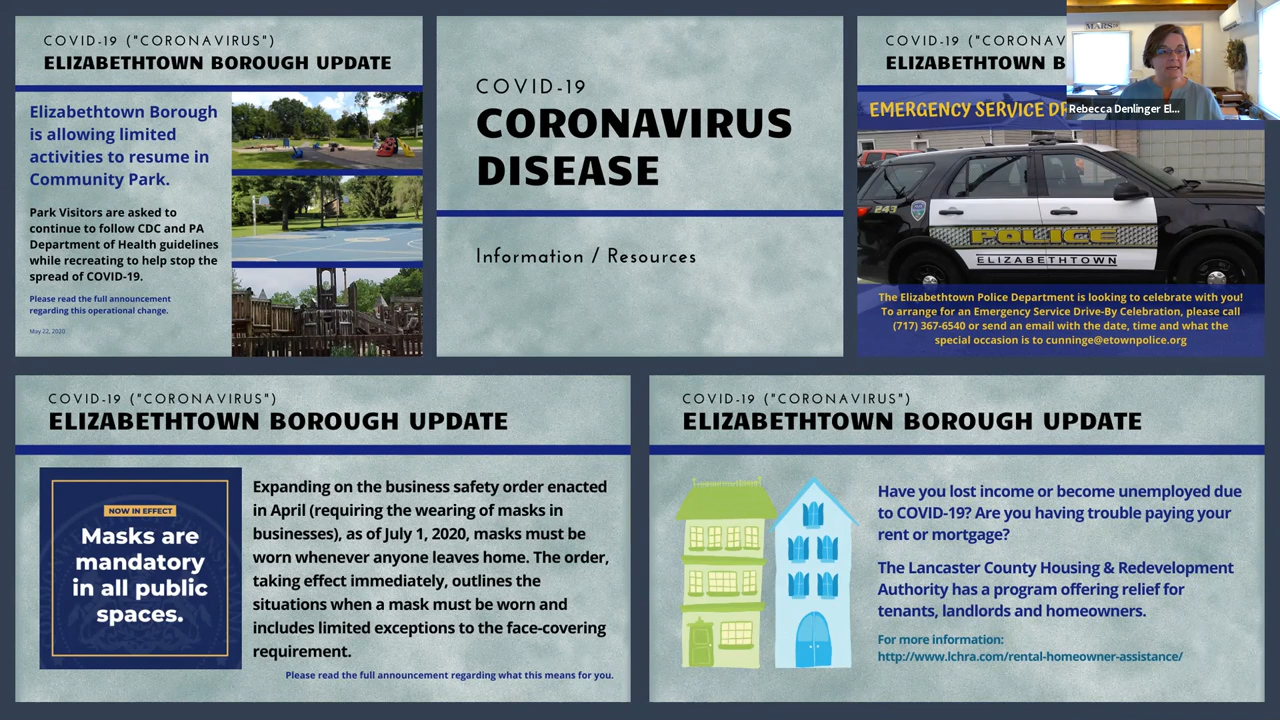 COVID-19 ("CORONAVIRUS")
ELIZABETHTOWN BOROUGH UPDATE
Elizabethtown Borough
is allowing limited
activities to resume in
Community Park.
Park Visitors are asked to
continue to follow CDC and PA
Department of Health guidelines
while recreating to help stop the
spread of COVID-19.
Please read the full announcement
regarding this operational change.
May 22, 2020
COVID-19
CORONAVIRUS
DISEASE
Information / Resources
COVID-19 ("CORONAV
ELIZABETHTOWN B
MARS
Rebecca Denlinger El...
EMERGENCY SERVICE DR
243
POLICE
ELIZABETHTOWN
The Elizabethtown Police Department is looking to celebrate with you!
To arrange for an Emergency Service Drive-By Celebration, please call
(717) 367-6540 or send an email with the date, time and what the
special occasion is to cunninge@etownpolice.org
COVID-19 ("CORONAVIRUS")
ELIZABETHTOWN BOROUGH UPDATE
NOW IN EFFECT
Masks are
mandatory
in all public
spaces.
Expanding on the business safety order enacted
in April (requiring the wearing of masks in
businesses), as of July 1, 2020, masks must be
worn whenever anyone leaves home. The order,
taking effect immediately, outlines the
situations when a mask must be worn and
includes limited exceptions to the face-covering
requirement.
Please read the full announcement regarding what this means for you.
COVID-19 ("CORONAVIRUS")
ELIZABETHTOWN BOROUGH UPDATE
Have you lost income or become unemployed due
to COVID-19? Are you having trouble paying your
rent or mortgage?
The Lancaster County Housing & Redevelopment
Authority has a program offering relief for
tenants, landlords and homeowners.
For more information:
http://www.lchra.com/rental-homeowner-assistance/